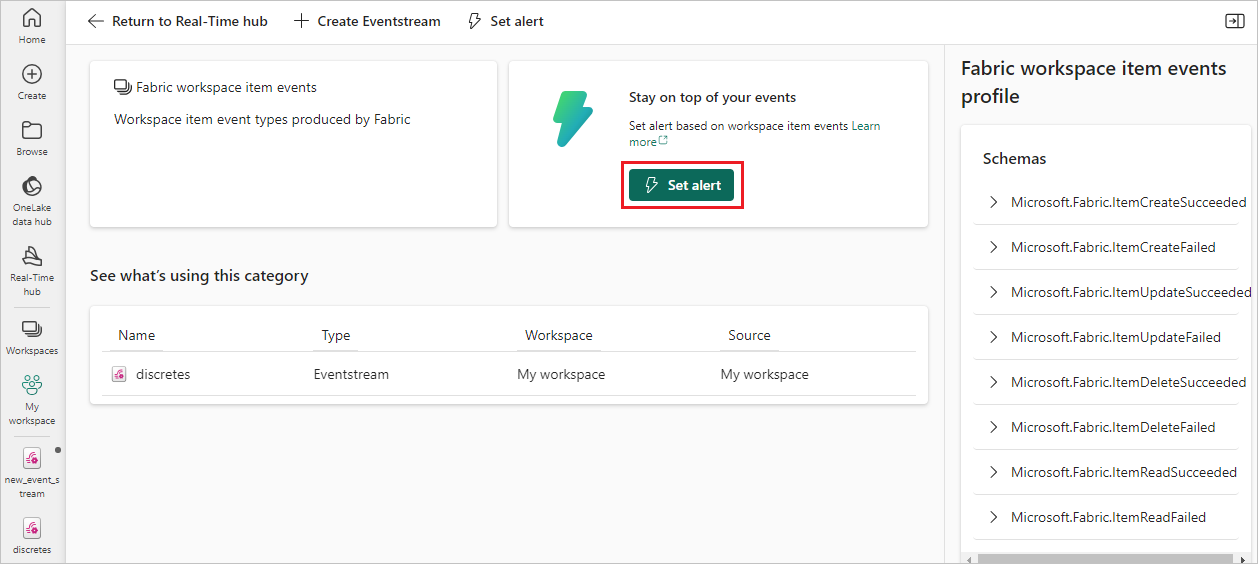 Home
Create
Browse
OneLake
data hub
Real-Time
hub
Workspaces
My
workspace
new_event_s
tream
discretes
Return to Real-Time hub
Create Eventstream
Set alert
Fabric workspace item events
Workspace item event types produced by Fabric
Stay on top of your events
Set alert based on workspace item events Learn
more
Set alert
See what’s using this category
Name Type Workspace Source
discretes Eventstream My workspace My workspace
Fabric workspace item events
profile
Schemas
Microsoft.Fabric.ItemCreateSucceeded
Microsoft.Fabric.ItemCreateFailed
Microsoft.Fabric.ItemUpdateSucceeded
Microsoft.Fabric.ItemUpdateFailed
Microsoft.Fabric.ItemDeleteSucceeded
Microsoft.Fabric.ItemDeleteFailed
Microsoft.Fabric.ItemReadSucceeded
Microsoft.Fabric.ItemReadFailed